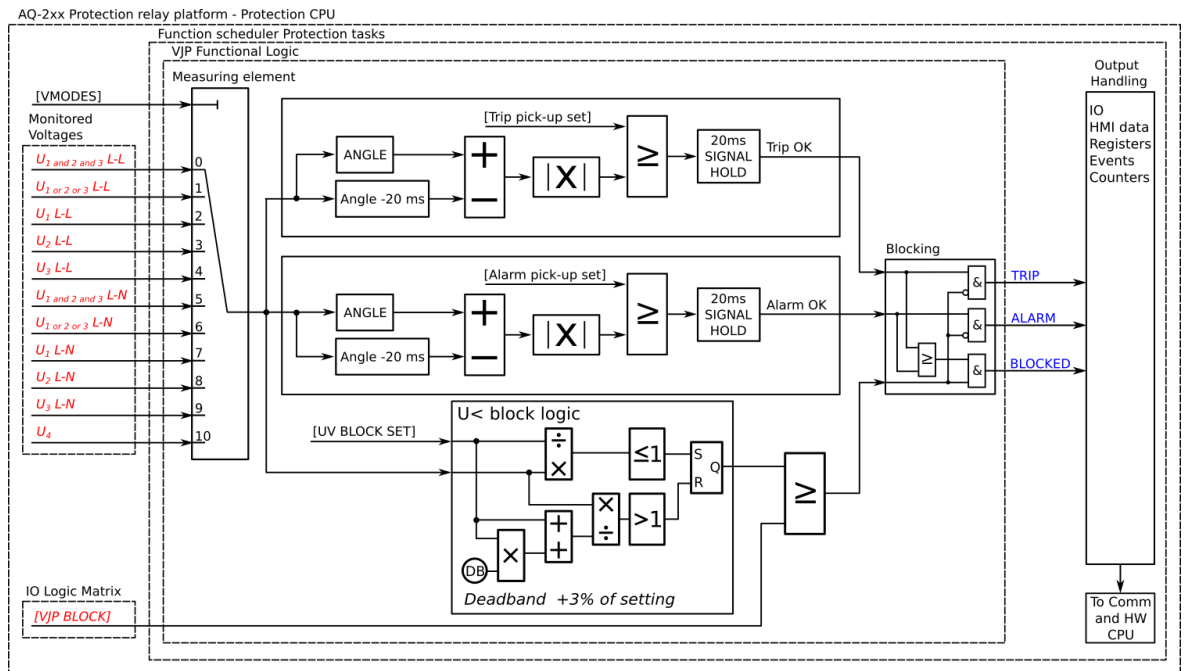 AQ-2xx Protection relay platform - Protection CPU
Function scheduler Protection tasks
VJP Functional Logic
Measuring element
[VMODES]
Monitored
Voltages
U1 and 2 and 3 L-L
U1 or 2 or 3 L-L
U1 L-L
U2 L-L
U3 L-L
U1 and 2 and 3 L-N
U1 or 2 or 3 L-N
U1 L-N
U2 L-N
U3 L-N
U4
0
1
2
3
4
5
6
7
8
9
10
[Trip pick-up set]
ANGLE
Angle -20 ms
+
−
|X|
≥
20ms
SIGNAL
HOLD
Trip OK
[Alarm pick-up set]
ANGLE
Angle -20 ms
+
−
|X|
≥
20ms
SIGNAL
HOLD
Alarm OK
U< block logic
[UV BLOCK SET]
÷
×
≤1
S
Q
R
×
÷
>1
+
+
×
DB
Deadband +3% of setting
≥
Blocking
&
&
≥
&
TRIP
ALARM
BLOCKED
Output
Handling
IO
HMI data
Registers
Events
Counters
To Comm
and HW
CPU
IO Logic Matrix
[VJP BLOCK]